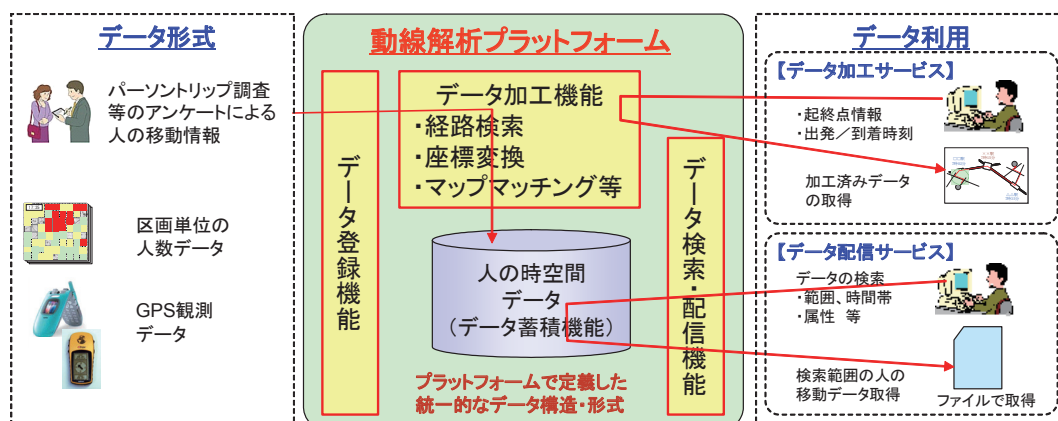 データ形式
パーソントリップ調査
等のアンケートによる
人の移動情報
区画単位の
人数データ
GPS観測
データ
動線解析プラットフォーム
データ登録機能
データ加工機能
・経路検索
・座標変換
・マップマッチング等
人の時空間
データ
(データ蓄積機能)
データ検索・配信機能
プラットフォームで定義した
統一的なデータ構造・形式
データ利用
【データ加工サービス】
・起終点情報
・出発/到着時刻
加工済みデータ
の取得
【データ配信サービス】
データの検索
・範囲、時間帯
・属性 等
検索範囲の人の
移動データ取得
ファイルで取得